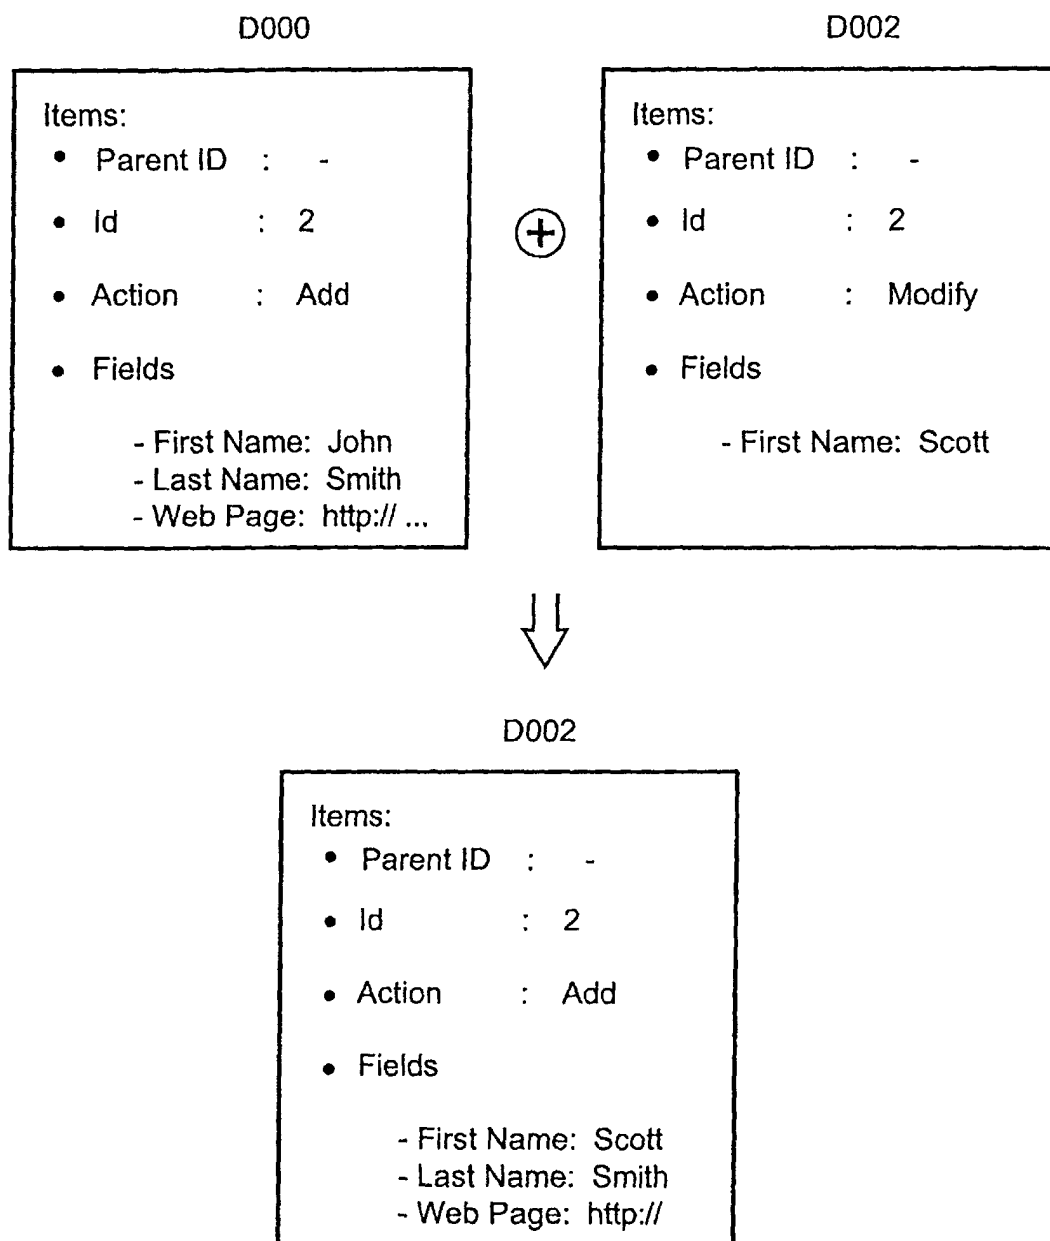 D000
Items:
• Parent ID : -
• Id : 2
• Action : Add
• Fields
- First Name: John
- Last Name: Smith
- Web Page: http:// ...
+
D002
Items:
• Parent ID : -
• Id : 2
• Action : Modify
• Fields
- First Name: Scott
D002
Items:
• Parent ID : -
• Id : 2
• Action : Add
• Fields
- First Name: Scott
- Last Name: Smith
- Web Page: http://